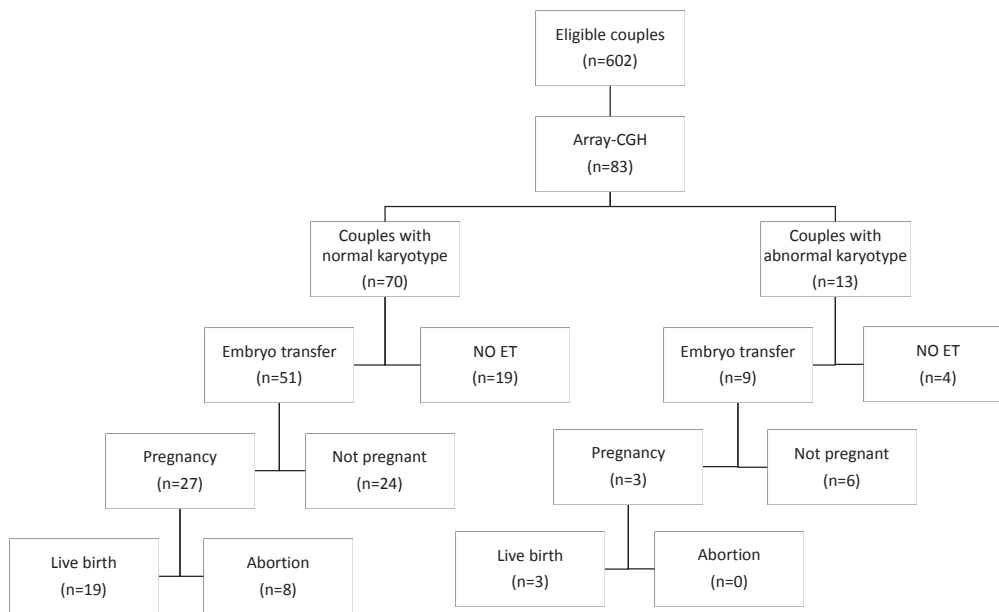 Eligible couples
(n=602)
Array-CGH
(n=83)
Couples with
normal karyotype
(n=70)
Couples with
abnormal karyotype
(n=13)
Embryo transfer
(n=51)
NO ET
(n=19)
Embryo transfer
(n=9)
NO ET
(n=4)
Pregnancy
(n=27)
Not pregnant
(n=24)
Pregnancy
(n=3)
Not pregnant
(n=6)
Live birth
(n=19)
Abortion
(n=8)
Live birth
(n=3)
Abortion
(n=0)